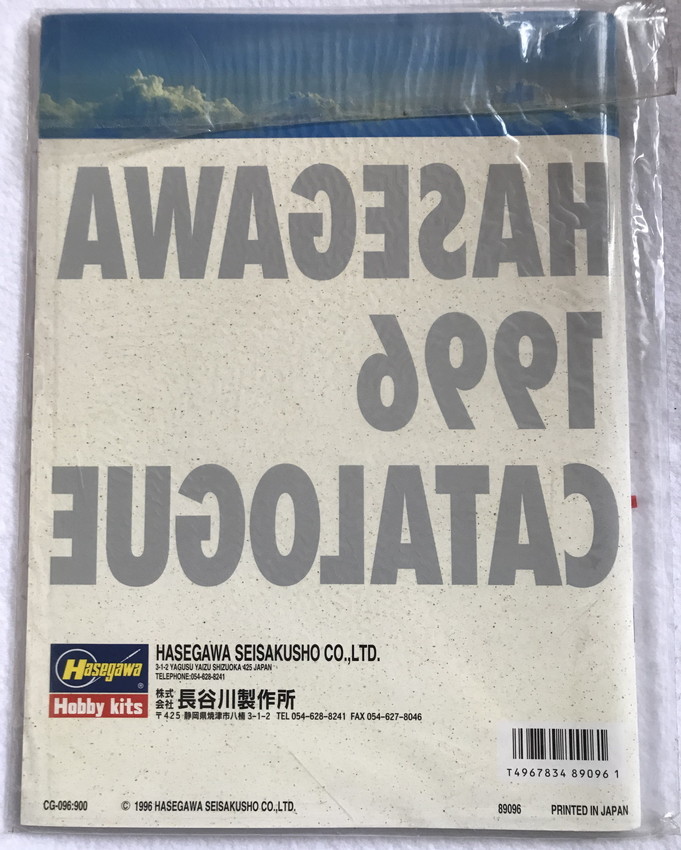 HASEGAWA
1996
CATALOGUE
Hasegawa®
Hobby kits
HASEGAWA SEISAKUSHO CO.,LTD.
3-1-2 YAGUSU YAIZU SHIZUOKA 425 JAPAN
TELEPHONE:054-628-8241
株式会社 長谷川製作所
〒425 静岡県焼津市八楠3-1-2 TEL 054-628-8241 FAX 054-627-8046
T4967834 89096 1
CG-096:900 © 1996 HASEGAWA SEISAKUSHO CO.,LTD. 89096 PRINTED IN JAPAN